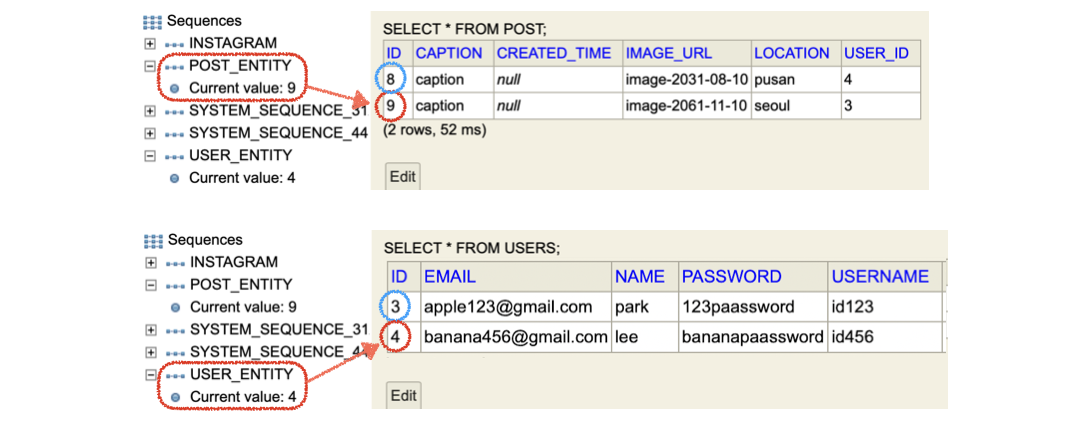 Sequences
INSTAGRAM
POST_ENTITY
Current value: 9
SYSTEM_SEQUENCE_31
SYSTEM_SEQUENCE_44
USER_ENTITY
Current value: 4
SELECT * FROM POST;
ID CAPTION CREATED_TIME IMAGE_URL LOCATION USER_ID
8 caption null image-2031-08-10 pusan 4
9 caption null image-2061-11-10 seoul 3
(2 rows, 52 ms)
Edit
Sequences
INSTAGRAM
POST_ENTITY
Current value: 9
SYSTEM_SEQUENCE_31
SYSTEM_SEQUENCE_44
USER_ENTITY
Current value: 4
SELECT * FROM USERS;
ID EMAIL NAME PASSWORD USERNAME
3 apple123@gmail.com park 123paassword id123
4 banana456@gmail.com lee bananapaassword id456
Edit